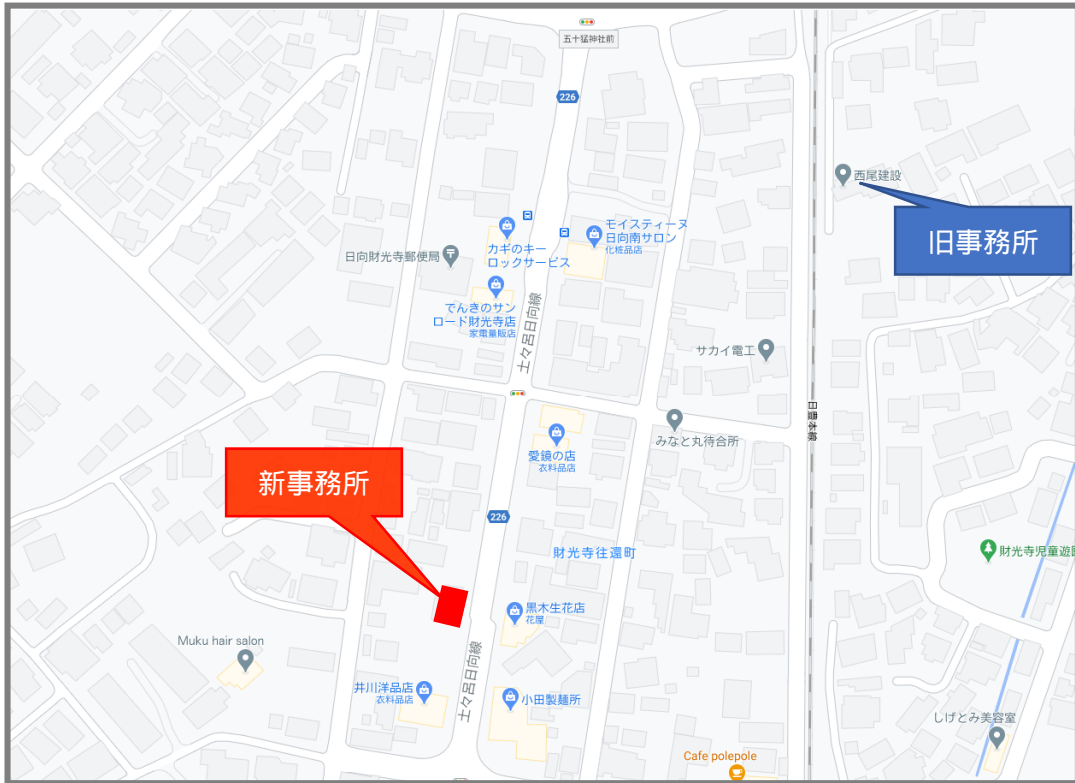 五十猛神社前
226
西尾建設
旧事務所
モイスティーヌ
日向南サロン
化粧品店
カギのキー
ロックサービス
日向財光寺郵便局
でんきのサン
ロード財光寺店
家電量販店
土々呂日向線
サカイ電工
日豊本線
みなと丸待合所
愛鏡の店
衣料品店
新事務所
226
財光寺往還町
財光寺児童遊園
黒木生花店
花屋
Muku hair salon
土々呂日向線
井川洋品店
衣料品店
小田製麺所
しげとみ美容室
Cafe polepole